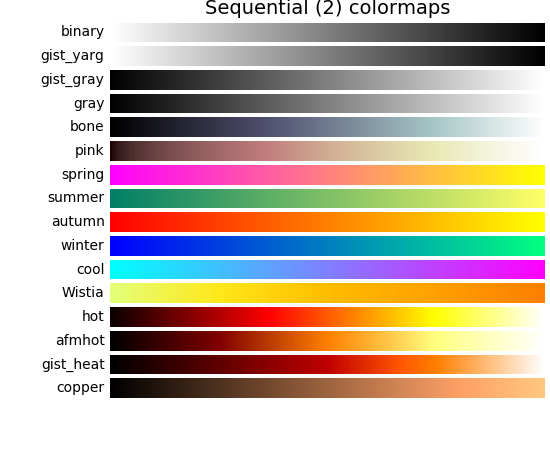 Sequential (2) colormaps
binary
gist_yarg
gist_gray
gray
bone
pink
spring
summer
autumn
winter
cool
Wistia
hot
afmhot
gist_heat
copper